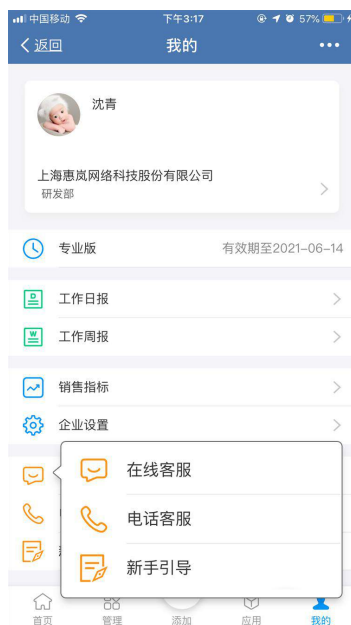 中国移动 下午3:17 57%
返回 我的
沈青
上海惠岚网络科技股份有限公司
研发部
专业版 有效期至2021-06-14
工作日报
工作周报
销售指标
企业设置
在线客服
电话客服
新手引导
首页 管理 添加 应用 我的